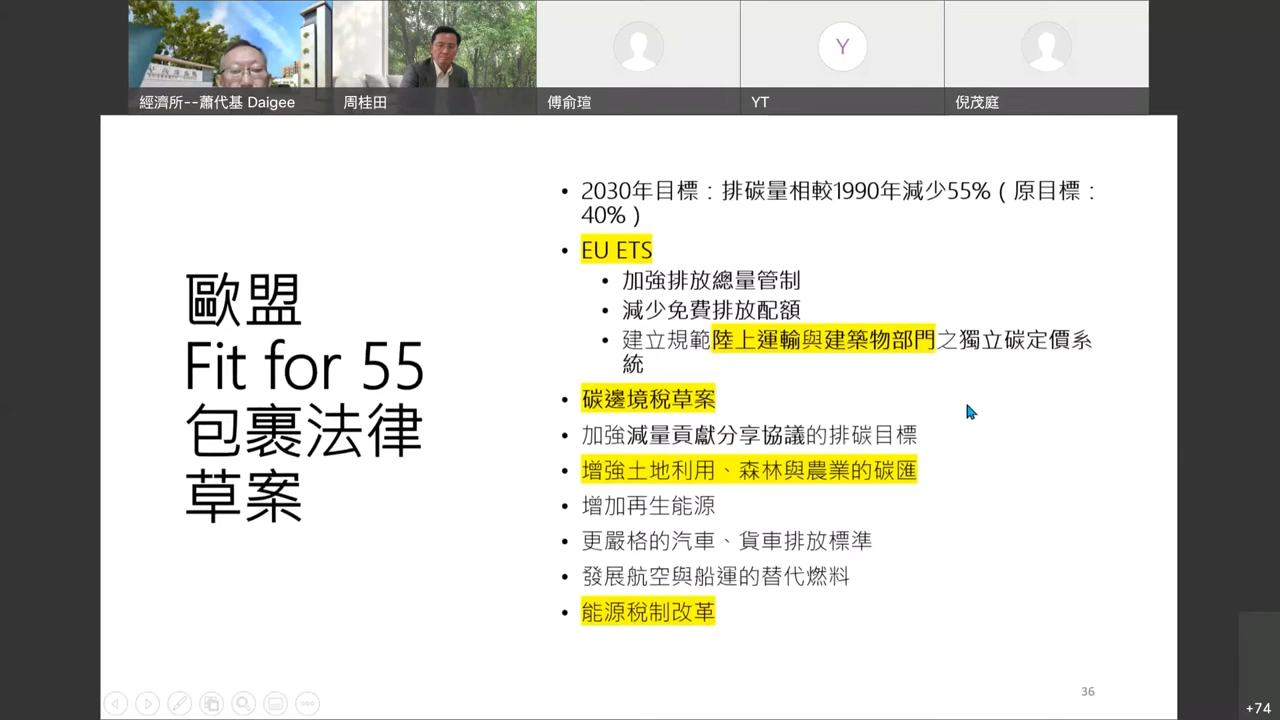 經濟所--蕭代基 Daigee
周桂田
傅俞瑄
Y
YT
倪茂庭
歐盟
Fit for 55
包裹法律
草案
• 2030年目標：排碳量相較1990年減少55%（原目標：
40%）
• EU ETS
• 加強排放總量管制
• 減少免費排放配額
• 建立規範陸上運輸與建築物部門之獨立碳定價系
統
• 碳邊境稅草案
• 加強減量貢獻分享協議的排碳目標
• 增強土地利用、森林與農業的碳匯
• 增加再生能源
• 更嚴格的汽車、貨車排放標準
• 發展航空與船運的替代燃料
• 能源稅制改革
36
+74